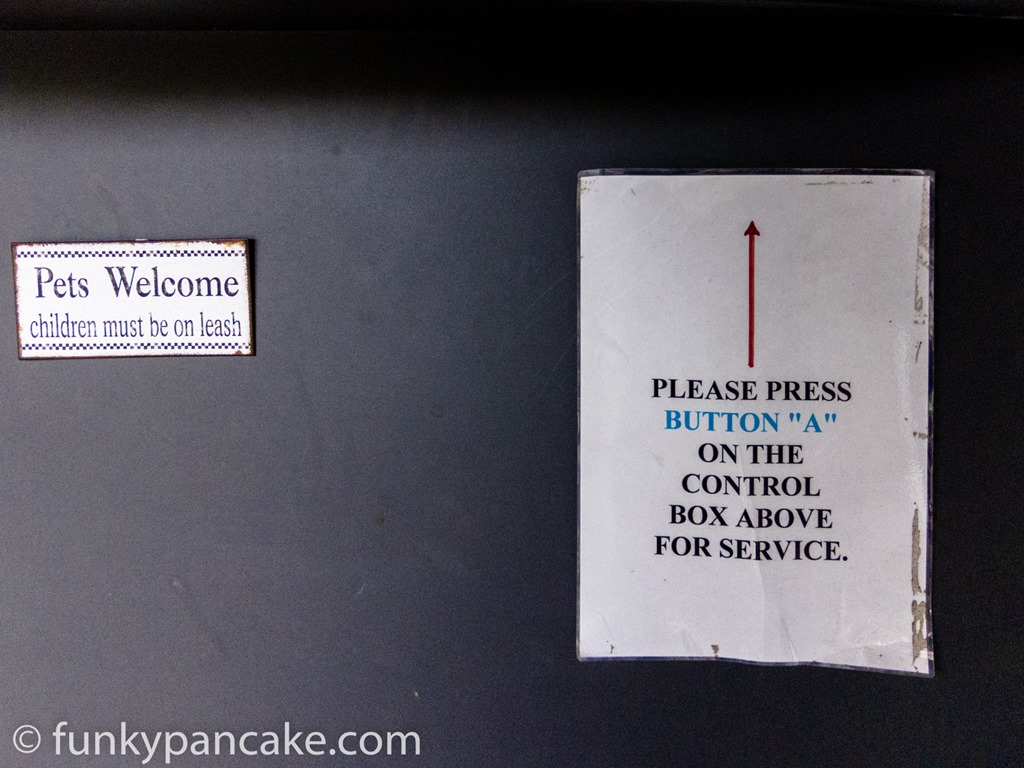 Pets Welcome
children must be on leash
PLEASE PRESS
BUTTON "A"
ON THE
CONTROL
BOX ABOVE
FOR SERVICE.
© funkypancake.com